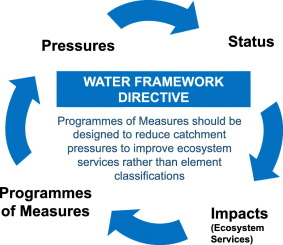 Pressures
Status
WATER FRAMEWORK
DIRECTIVE
Programmes of Measures should be
designed to reduce catchment
pressures to improve ecosystem
services rather than element
classifications
Programmes
of Measures
Impacts
(Ecosystem
Services)